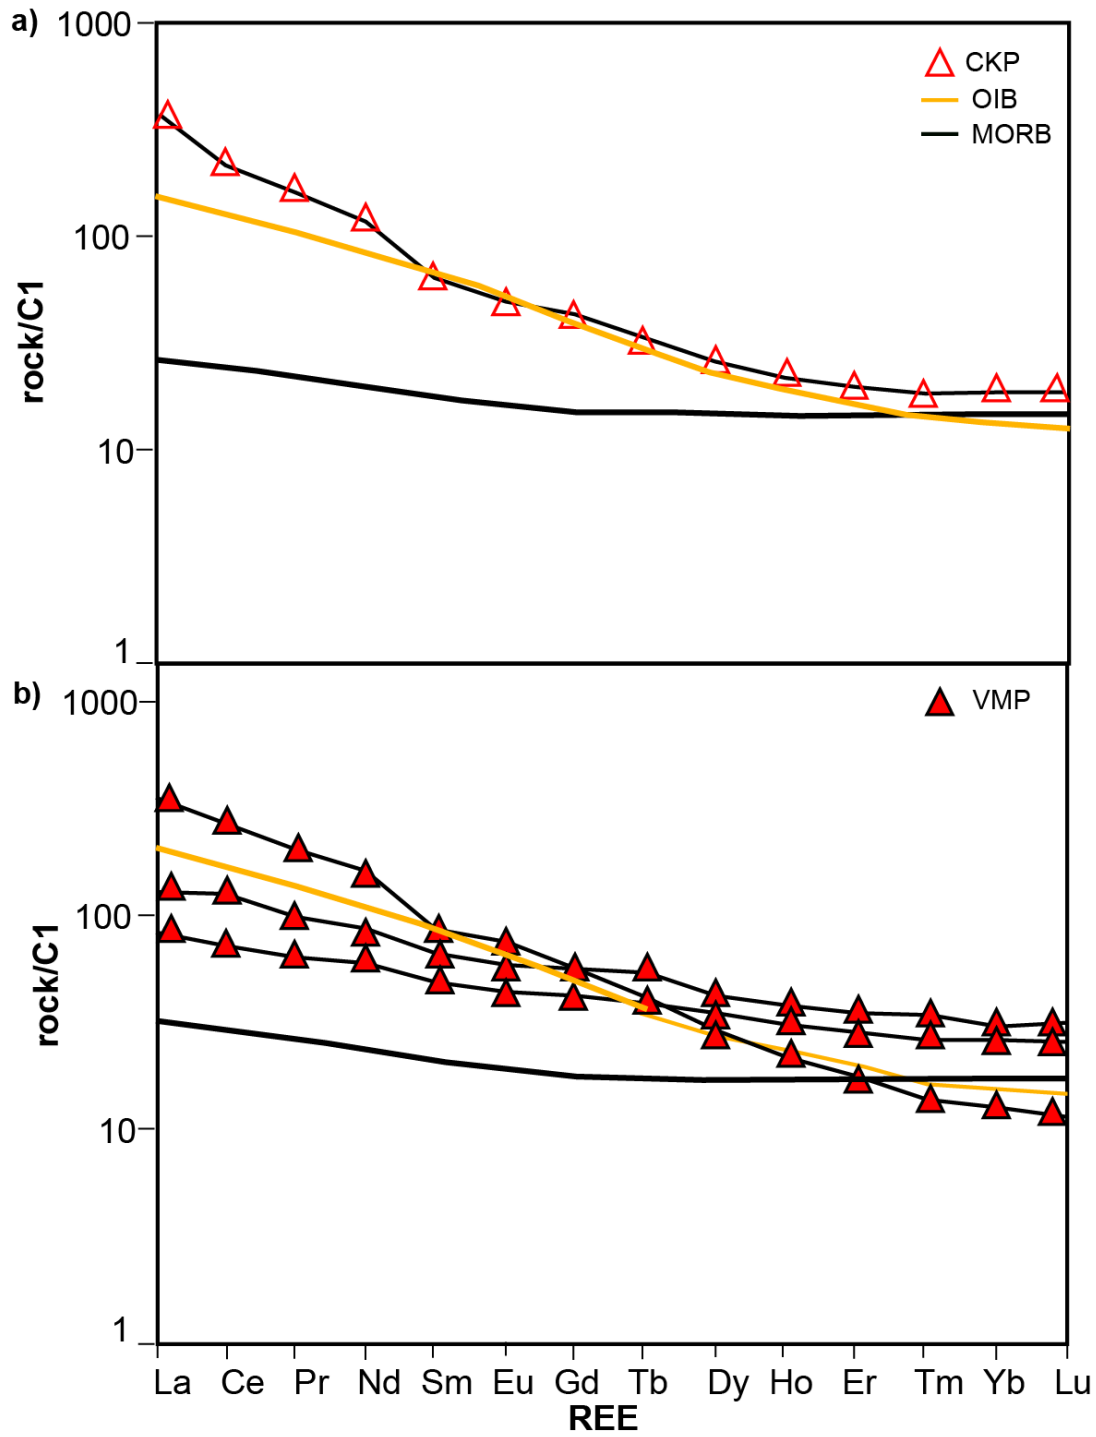 a)
1000
100
10
1
rock/C1
CKP
OIB
MORB
b)
1000
100
10
1
rock/C1
VMP
La Ce Pr Nd Sm Eu Gd Tb Dy Ho Er Tm Yb Lu
REE